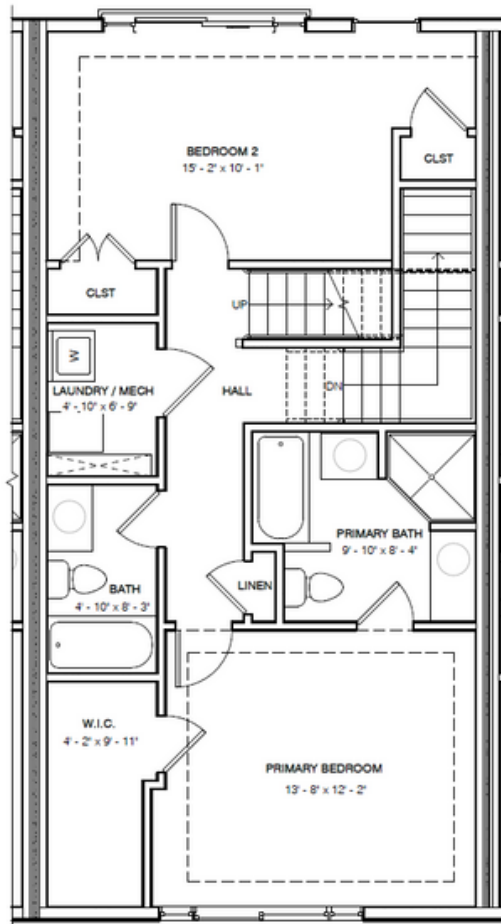 BEDROOM 2
15' - 2" x 10' - 1"
CLST
CLST
UP
W
LAUNDRY / MECH
4' - 10" x 6' - 9"
HALL
DN
PRIMARY BATH
9' - 10" x 8' - 4"
BATH
4' - 10" x 8' - 3"
LINEN
W.I.C.
4' - 2" x 9' - 11"
PRIMARY BEDROOM
13' - 8" x 12' - 2"